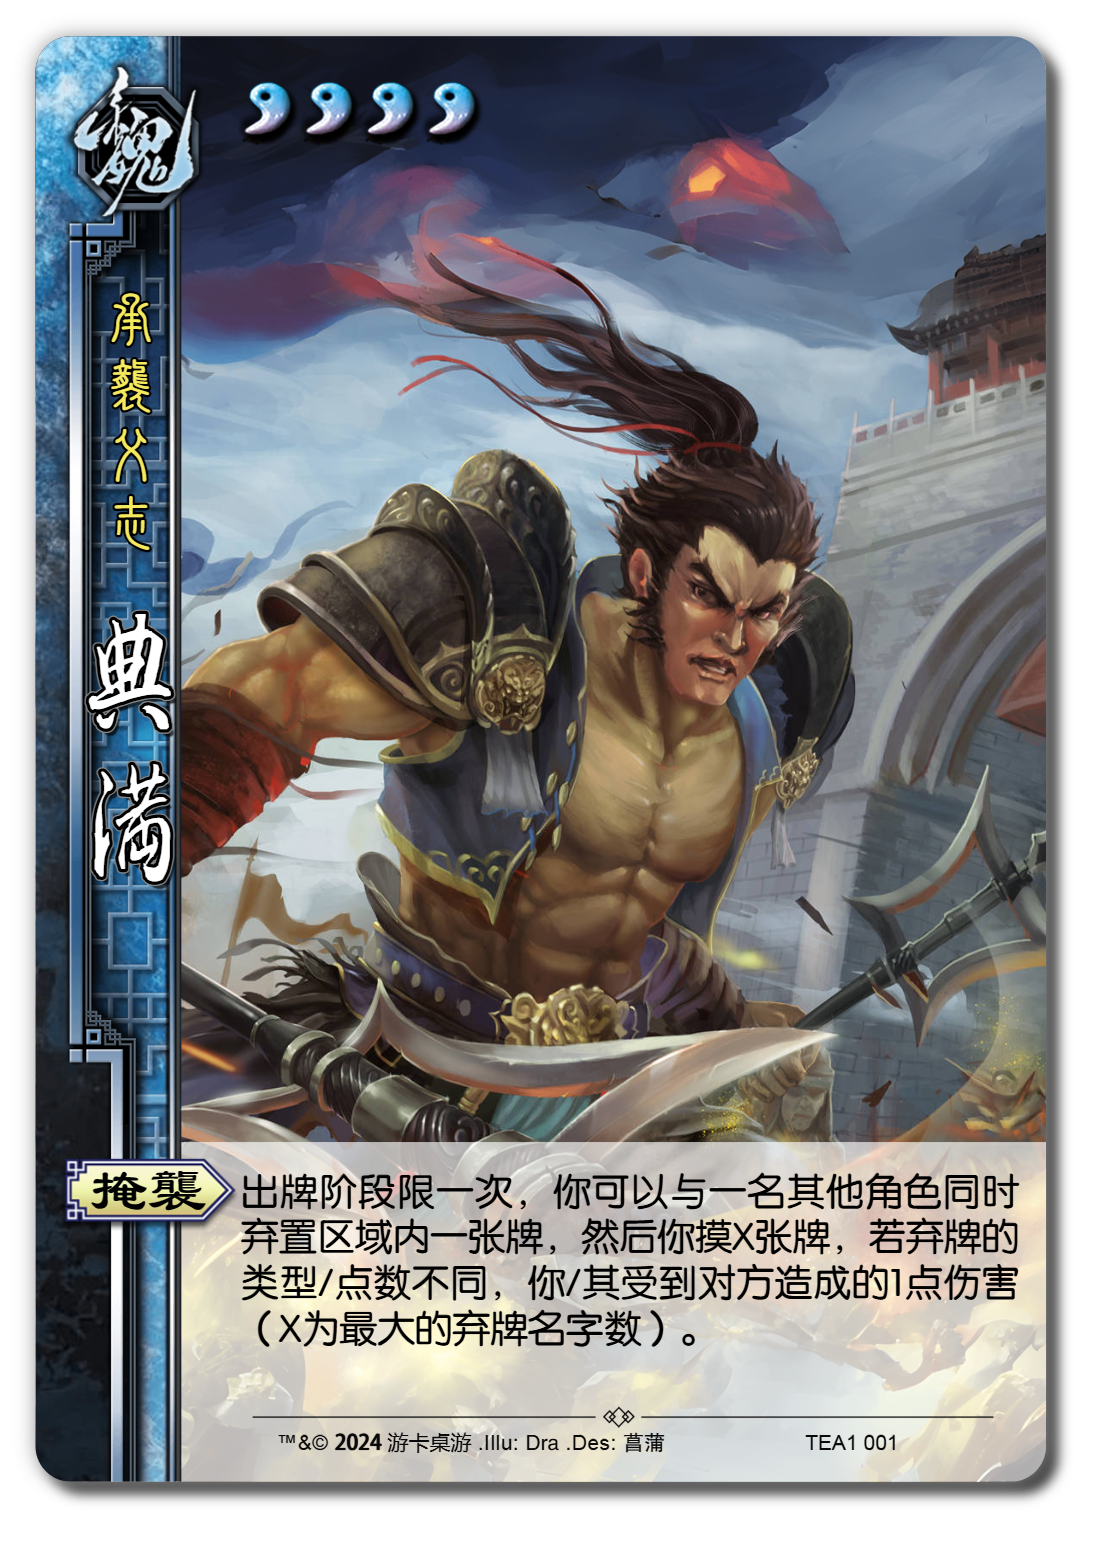 魏
承襲父志
典满
掩襲
出牌阶段限一次，你可以与一名其他角色同时
弃置区域内一张牌，然后你摸X张牌，若弃牌的
类型/点数不同，你/其受到对方造成的1点伤害
（X为最大的弃牌名字数）。
™&© 2024 游卡桌游 .Illu: Dra .Des: 菖蒲
TEA1 001